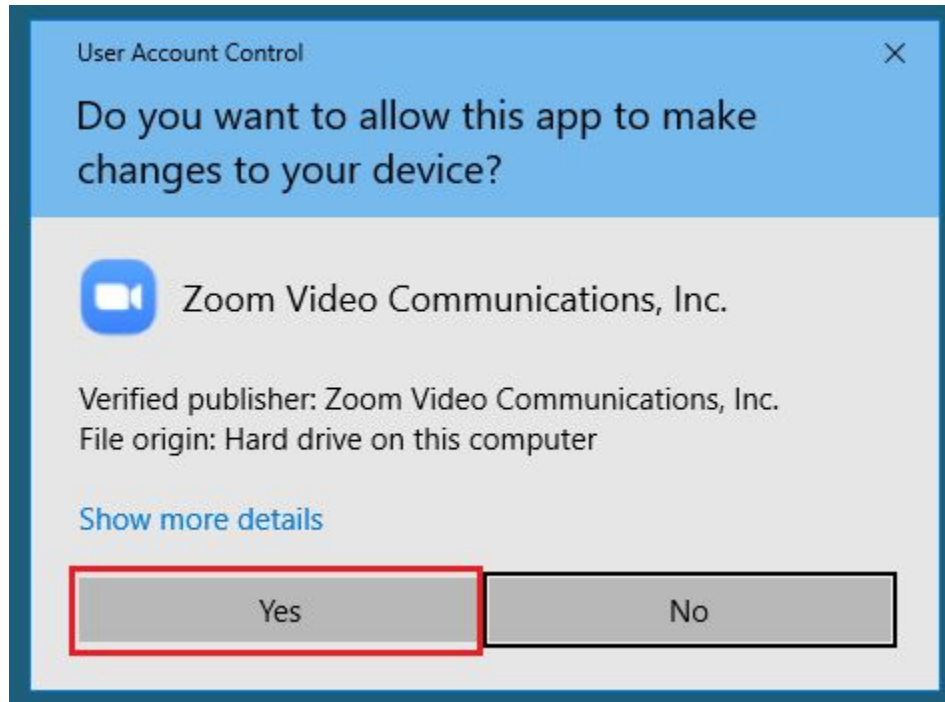 User Account Control
Do you want to allow this app to make
changes to your device?
Zoom Video Communications, Inc.
Verified publisher: Zoom Video Communications, Inc.
File origin: Hard drive on this computer
Show more details
Yes No